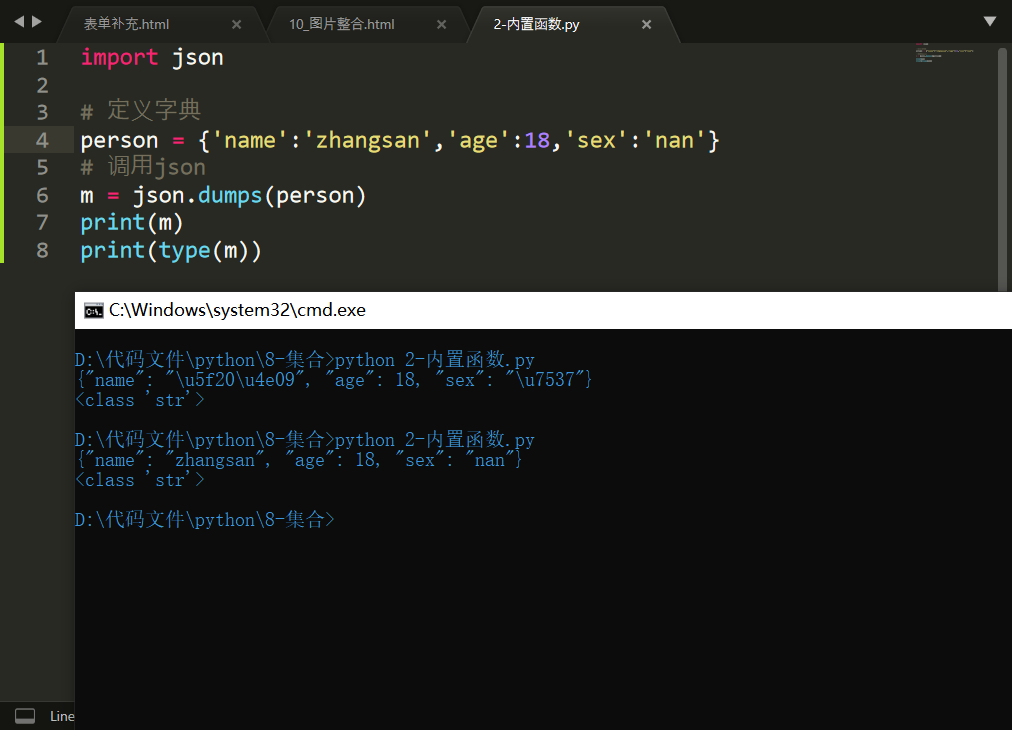 表单补充.html × 10_图片整合.html × 2-内置函数.py ×
1 import json
2
3 # 定义字典
4 person = {'name':'zhangsan','age':18,'sex':'nan'}
5 # 调用json
6 m = json.dumps(person)
7 print(m)
8 print(type(m))
C:\Windows\system32\cmd.exe
D:\代码文件\python\8-集合>python 2-内置函数.py
{"name": "\u5f20\u4e09", "age": 18, "sex": "\u7537"}
<class 'str'>
D:\代码文件\python\8-集合>python 2-内置函数.py
{"name": "zhangsan", "age": 18, "sex": "nan"}
<class 'str'>
D:\代码文件\python\8-集合>
Line